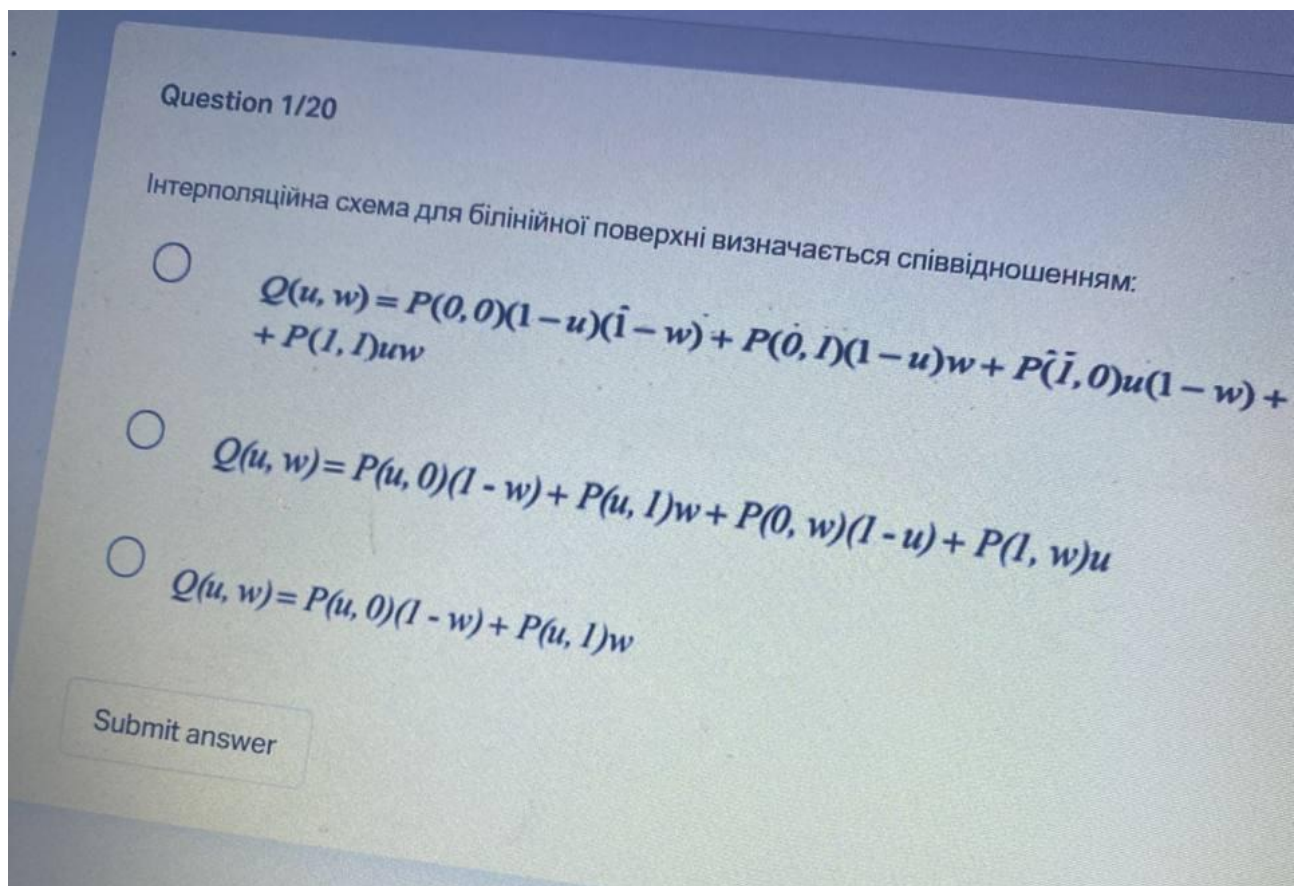 Question 1/20
Інтерполяційна схема для білінійної поверхні визначається співвідношенням:
Q(u, w) = P(0, 0)(1 – u)(1 – w) + P(0, 1)(1 – u)w + P(1, 0)u(1 – w) +
+ P(1, 1)uw
Q(u, w)= P(u, 0)(1 - w) + P(u, 1)w + P(0, w)(1 - u) + P(1, w)u
Q(u, w)= P(u, 0)(1 - w) + P(u, 1)w
Submit answer